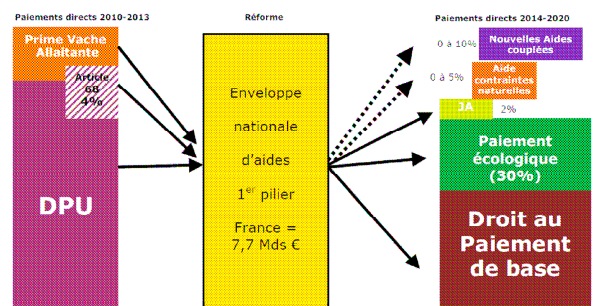 Paiements directs 2010-2013
Réforme
Paiements directs 2014-2020
Prime Vache
Allaitante
Article
68
4%
DPU
Enveloppe
nationale
d'aides
1er pilier
France =
7,7 Mds €
0 à 10%
Nouvelles Aides
couplées
0 à 5%
Aide
contraintes
naturelles
JA
2%
Paiement
écologique
(30%)
Droit au
Paiement
de base